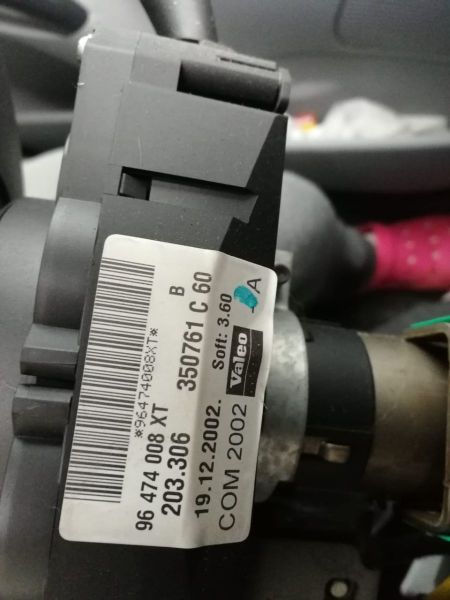 *96474008XT*
96 474 008 XT B
203.306 350761 C 60
19.12.2002. Soft: 3.60 A
COM 2002 Valeo